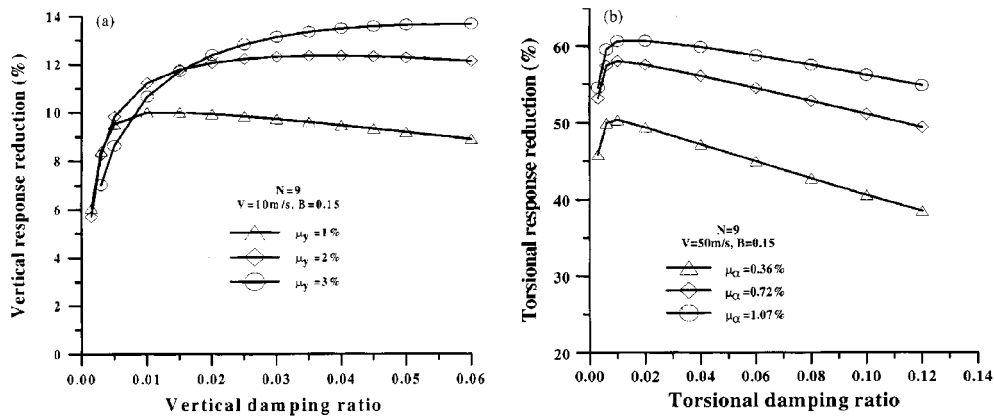 (a)
Vertical response reduction (%)
14
12
10
8
6
4
2
0
N=9
V=10m/s, B=0.15
μy =1%
μy =2%
μy =3%
0.00 0.01 0.02 0.03 0.04 0.05 0.06
Vertical damping ratio
(b)
Torsional response reduction (%)
60
50
40
30
20
N=9
V=50m/s, B=0.15
μα =0.36%
μα =0.72%
μα =1.07%
0.00 0.02 0.04 0.06 0.08 0.10 0.12 0.14
Torsional damping ratio